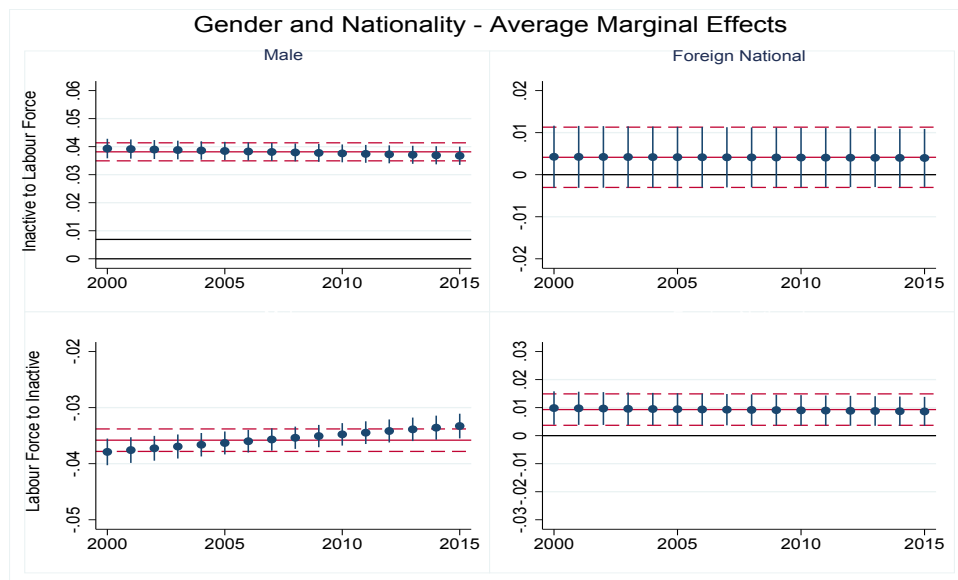 Gender and Nationality - Average Marginal Effects
Male
Foreign National
Inactive to Labour Force
.06
.05
.04
.03
.02
.01
0
2000 2005 2010 2015
.02
.01
0
-.01
-.02
2000 2005 2010 2015
Labour Force to Inactive
-.02
-.03
-.04
-.05
2000 2005 2010 2015
.03
.02
.01
0
-.01
-.02
-.03
2000 2005 2010 2015